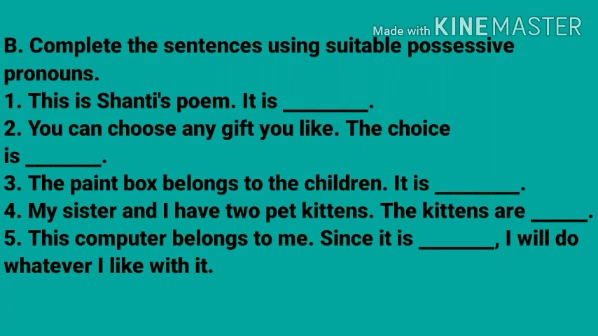 Made with KINEMASTER
B. Complete the sentences using suitable possessive
pronouns.
1. This is Shanti's poem. It is ________.
2. You can choose any gift you like. The choice
is _______.
3. The paint box belongs to the children. It is ________.
4. My sister and I have two pet kittens. The kittens are _____.
5. This computer belongs to me. Since it is _______, I will do
whatever I like with it.